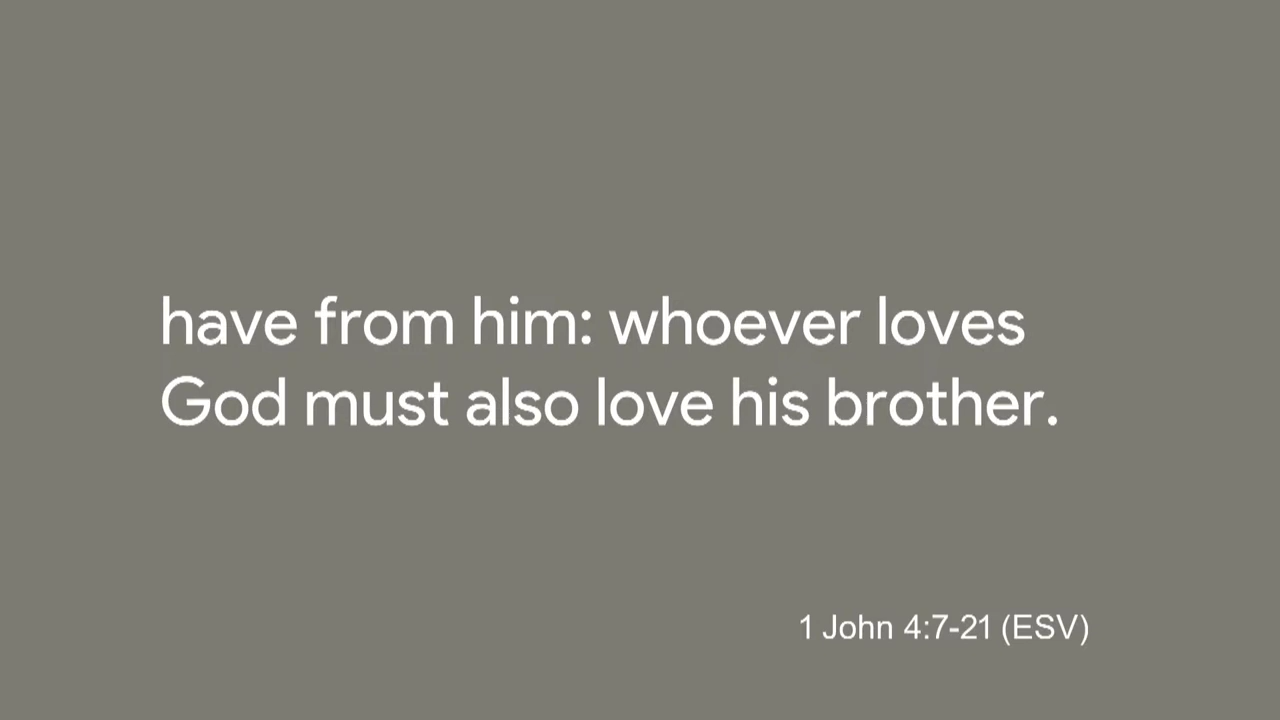 have from him: whoever loves
God must also love his brother.
1 John 4:7-21 (ESV)